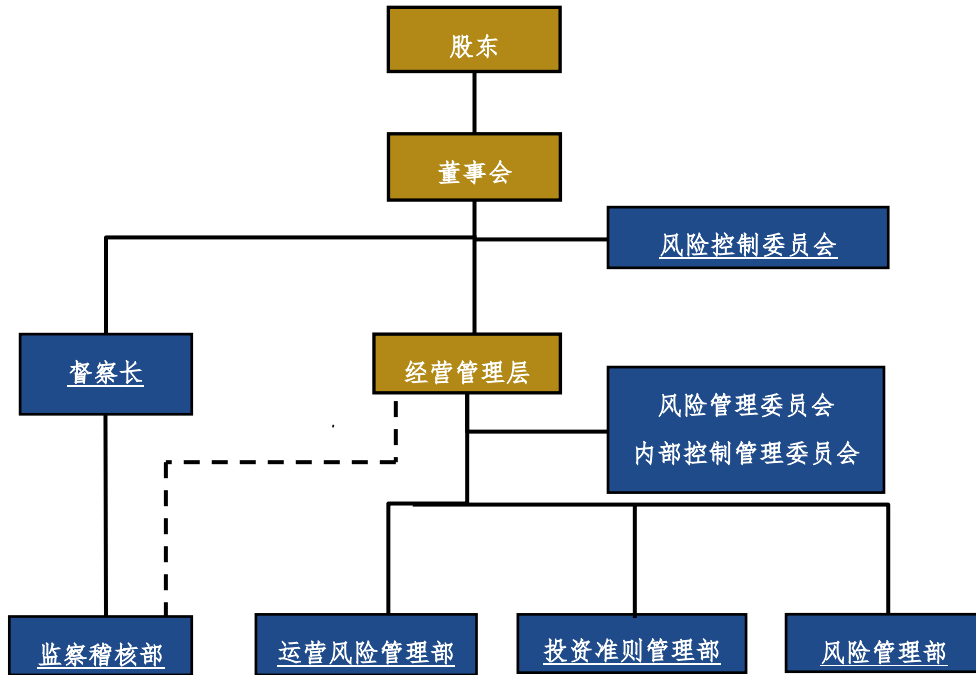 股东
董事会
风险控制委员会
督察长
经营管理层
风险管理委员会
内部控制管理委员会
监察稽核部
运营风险管理部
投资准则管理部
风险管理部